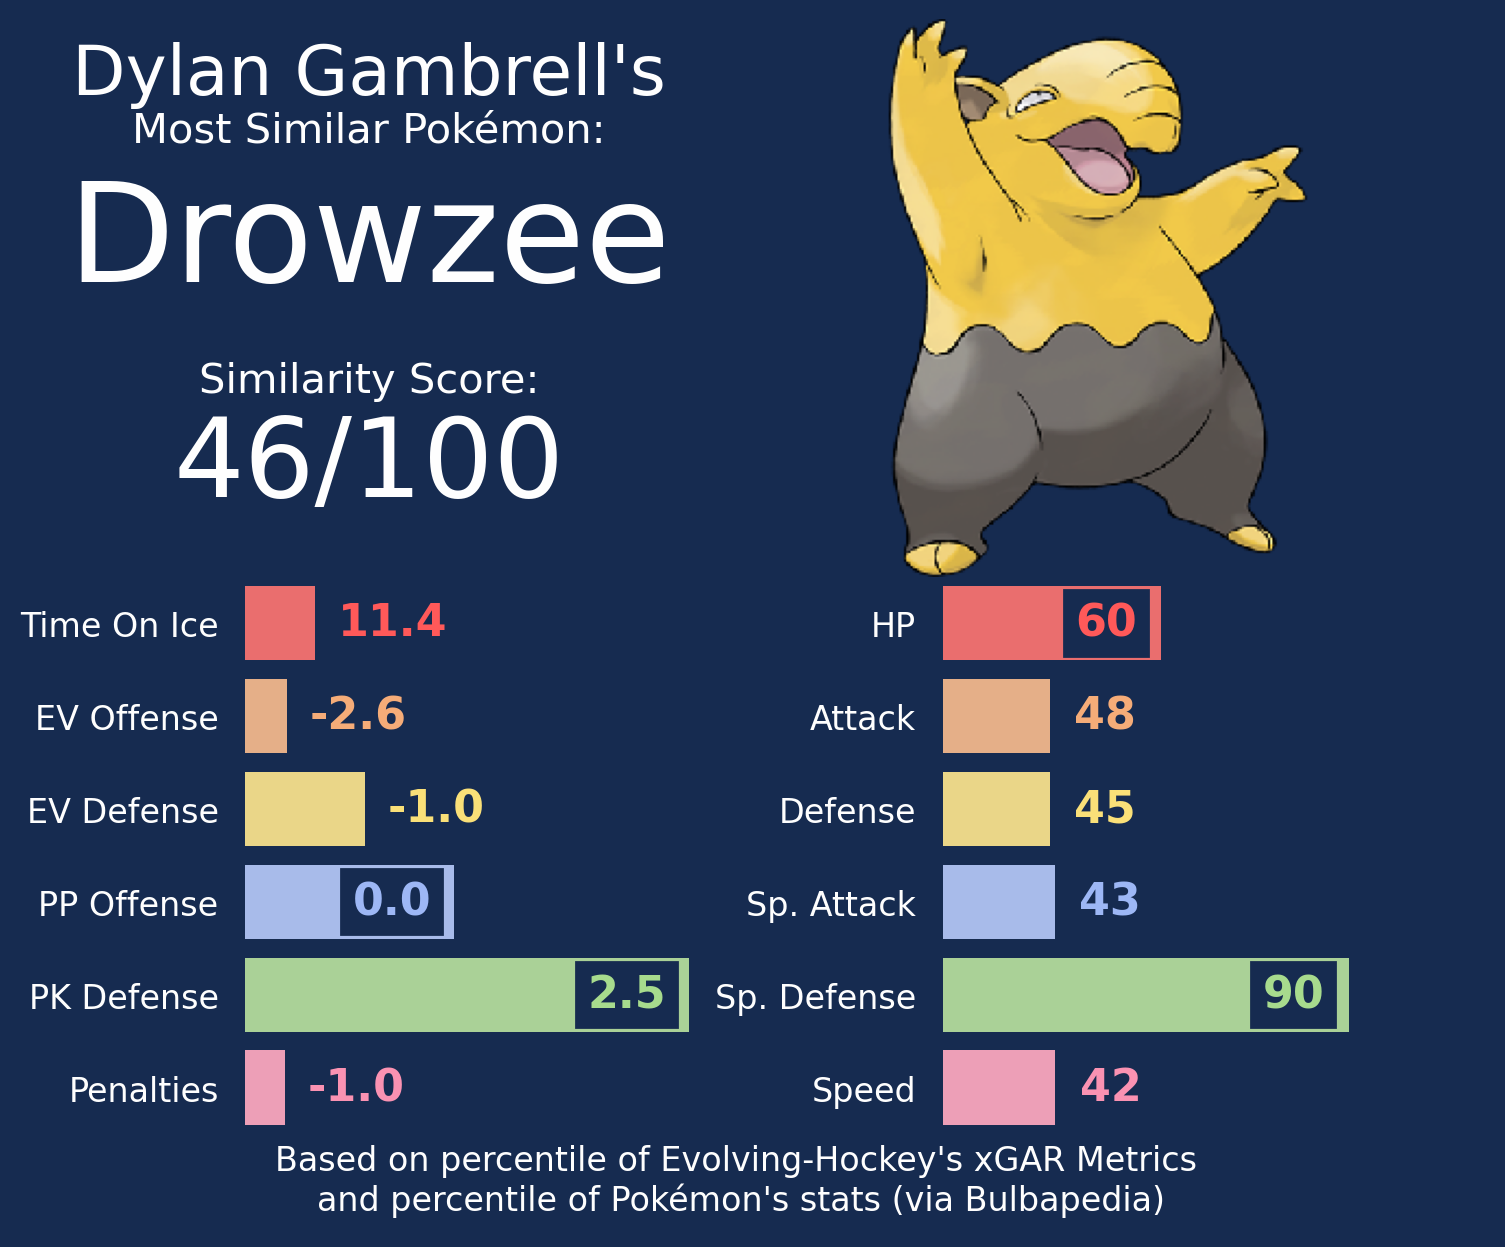 Dylan Gambrell's
Most Similar Pokémon:
Drowzee
Similarity Score:
46/100
Time On Ice 11.4
EV Offense -2.6
EV Defense -1.0
PP Offense 0.0
PK Defense 2.5
Penalties -1.0
HP 60
Attack 48
Defense 45
Sp. Attack 43
Sp. Defense 90
Speed 42
Based on percentile of Evolving-Hockey's xGAR Metrics
and percentile of Pokémon's stats (via Bulbapedia)